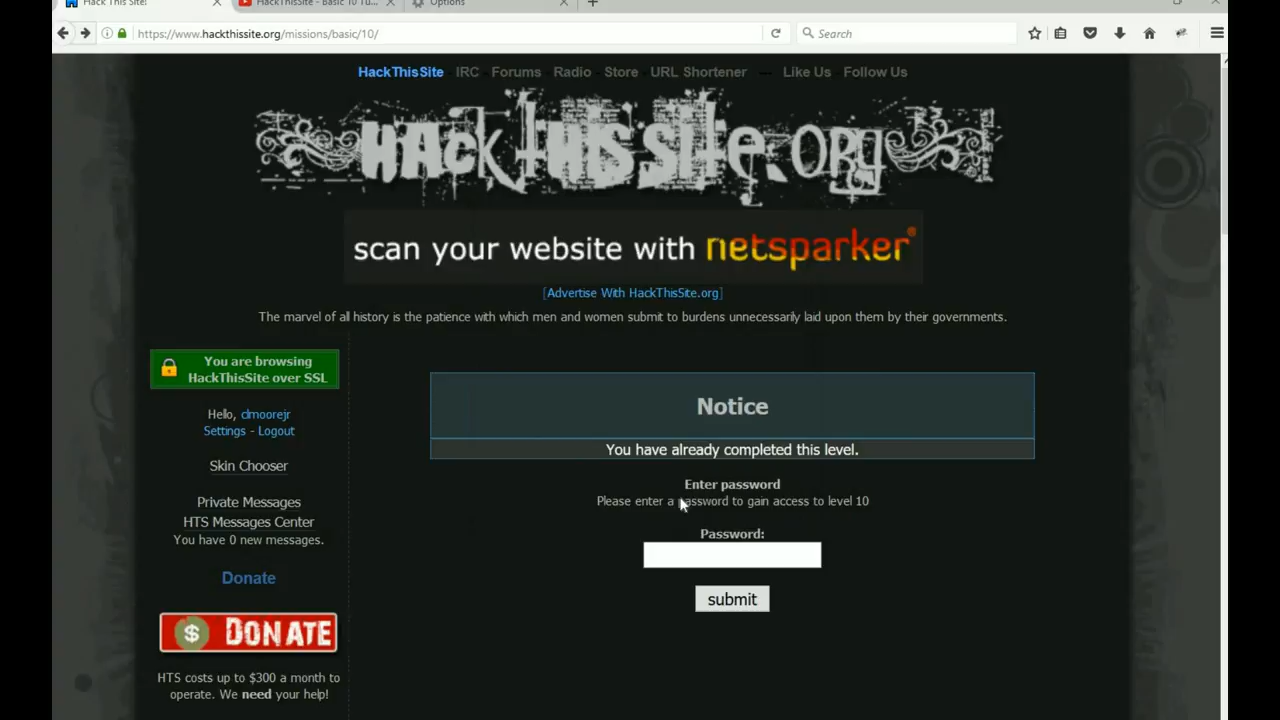 Hack This Site!
HackThisSite - Basic 10 Tu...
Options
https://www.hackthissite.org/missions/basic/10/
Search
HackThisSite IRC Forums Radio Store URL Shortener --- Like Us Follow Us
HACK THIS SITE.ORG
scan your website with netsparker®
[Advertise With HackThisSite.org]
The marvel of all history is the patience with which men and women submit to burdens unnecessarily laid upon them by their governments.
You are browsing
HackThisSite over SSL
Hello, clmoorejr
Settings - Logout
Skin Chooser
Private Messages
HTS Messages Center
You have 0 new messages.
Donate
$ DONATE
HTS costs up to $300 a month to
operate. We need your help!
Notice
You have already completed this level.
Enter password
Please enter a password to gain access to level 10
Password:
submit